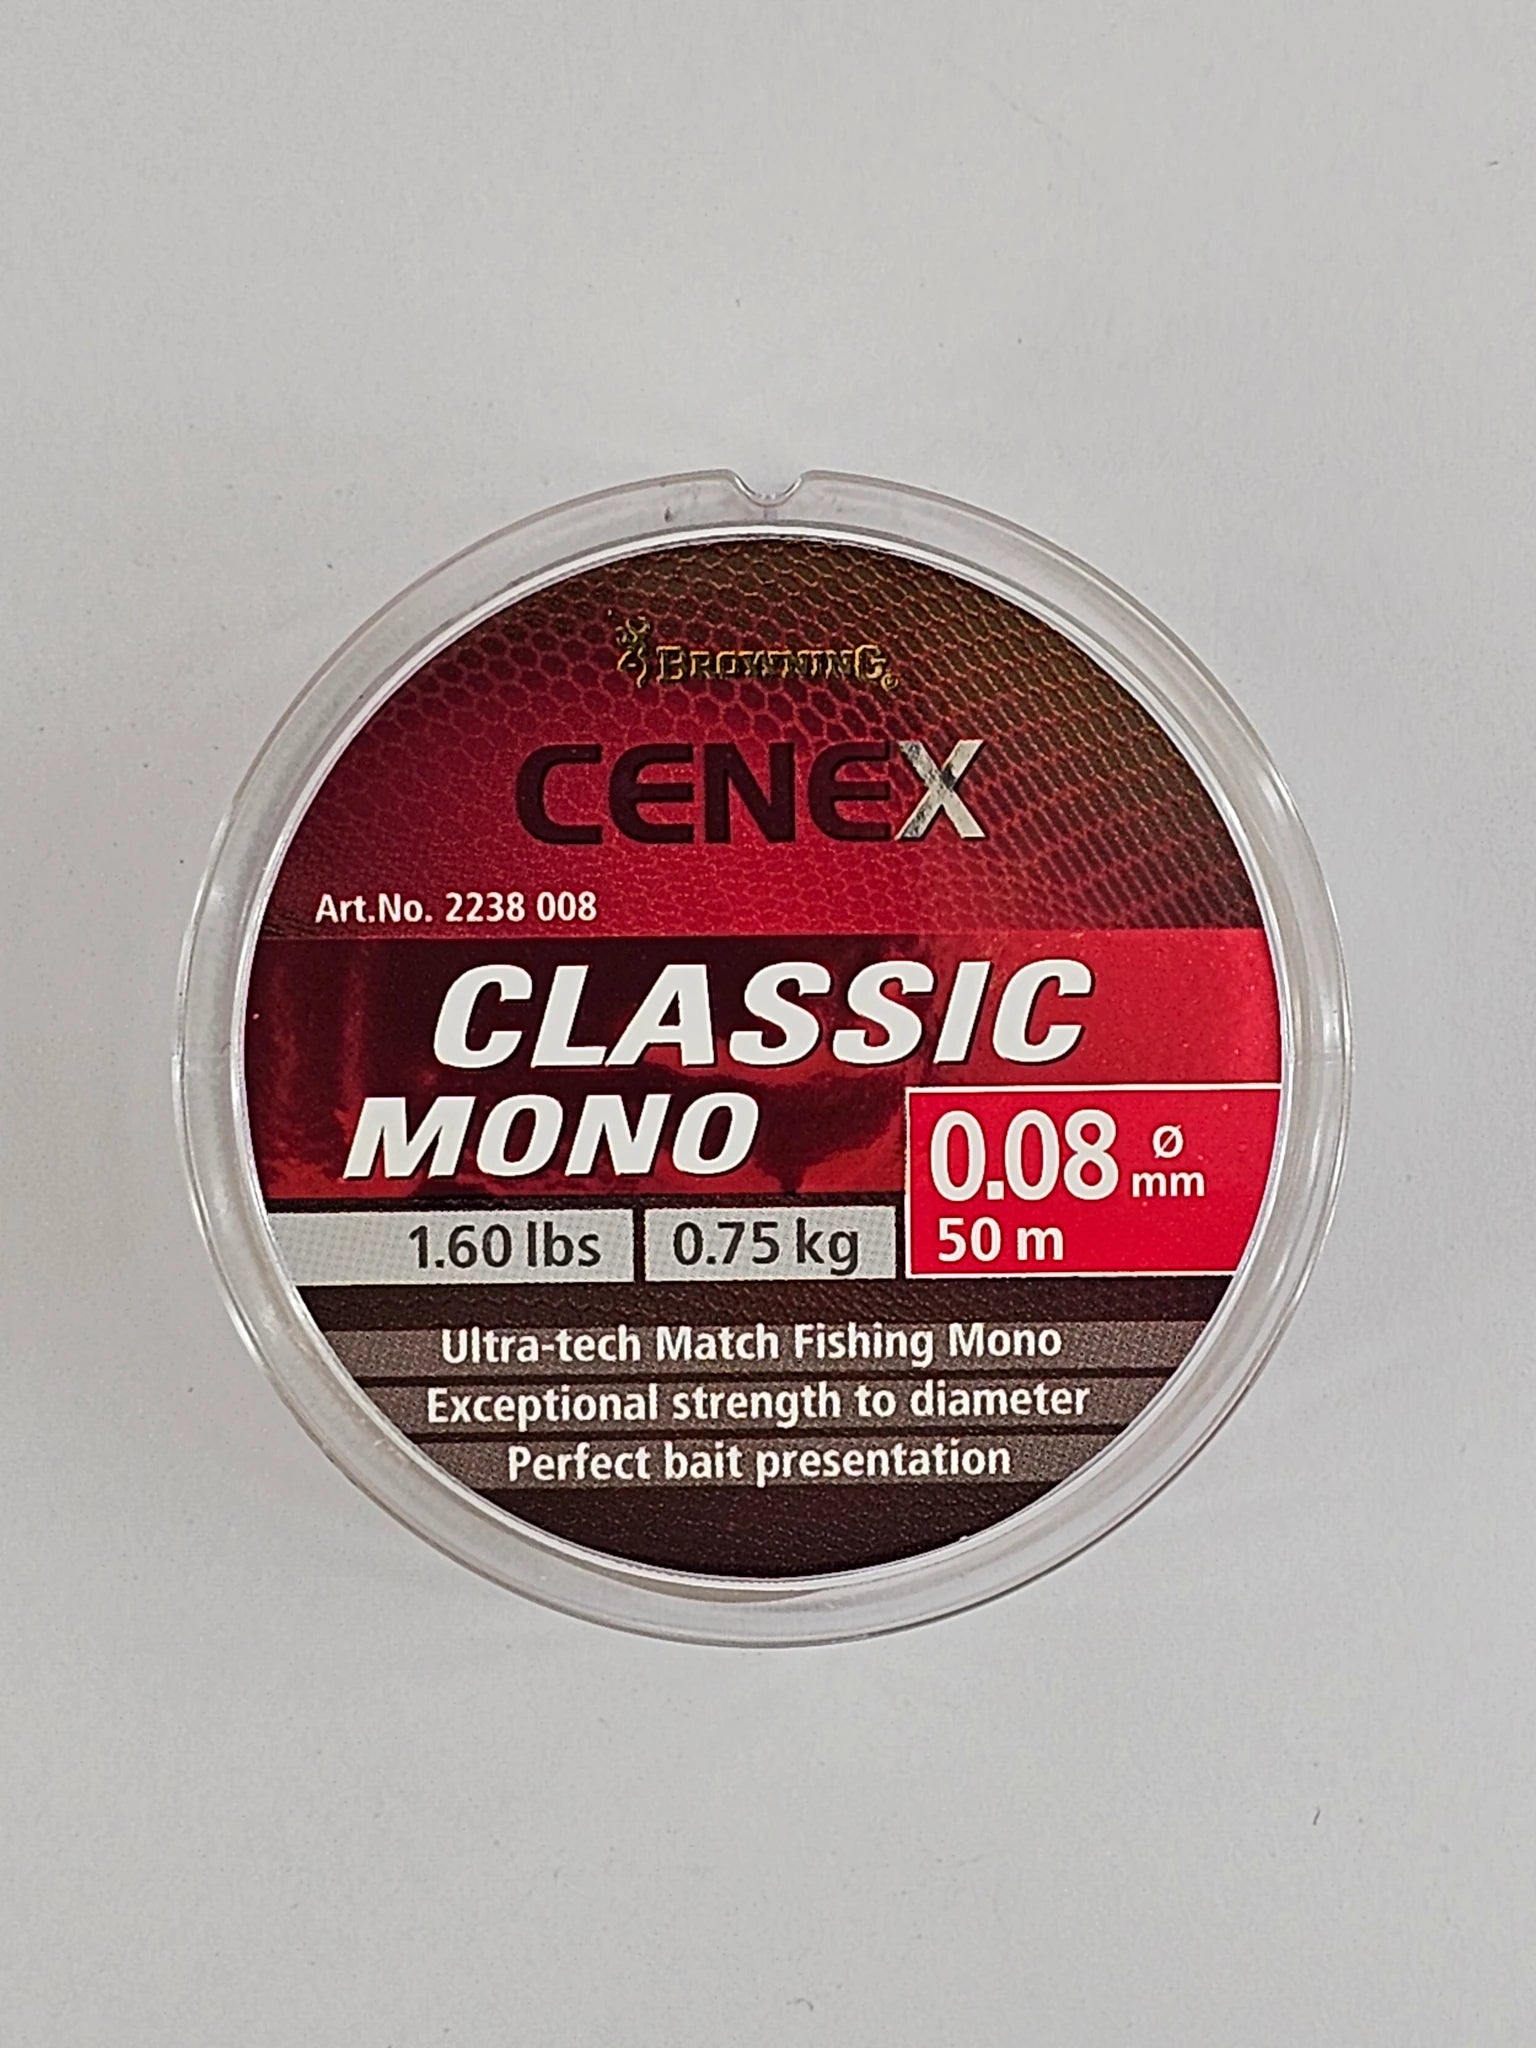 BROWNING®
CENEX
Art.No. 2238 008
CLASSIC
MONO
0.08 Ø mm
1.60 lbs 0.75 kg 50 m
Ultra-tech Match Fishing Mono
Exceptional strength to diameter
Perfect bait presentation